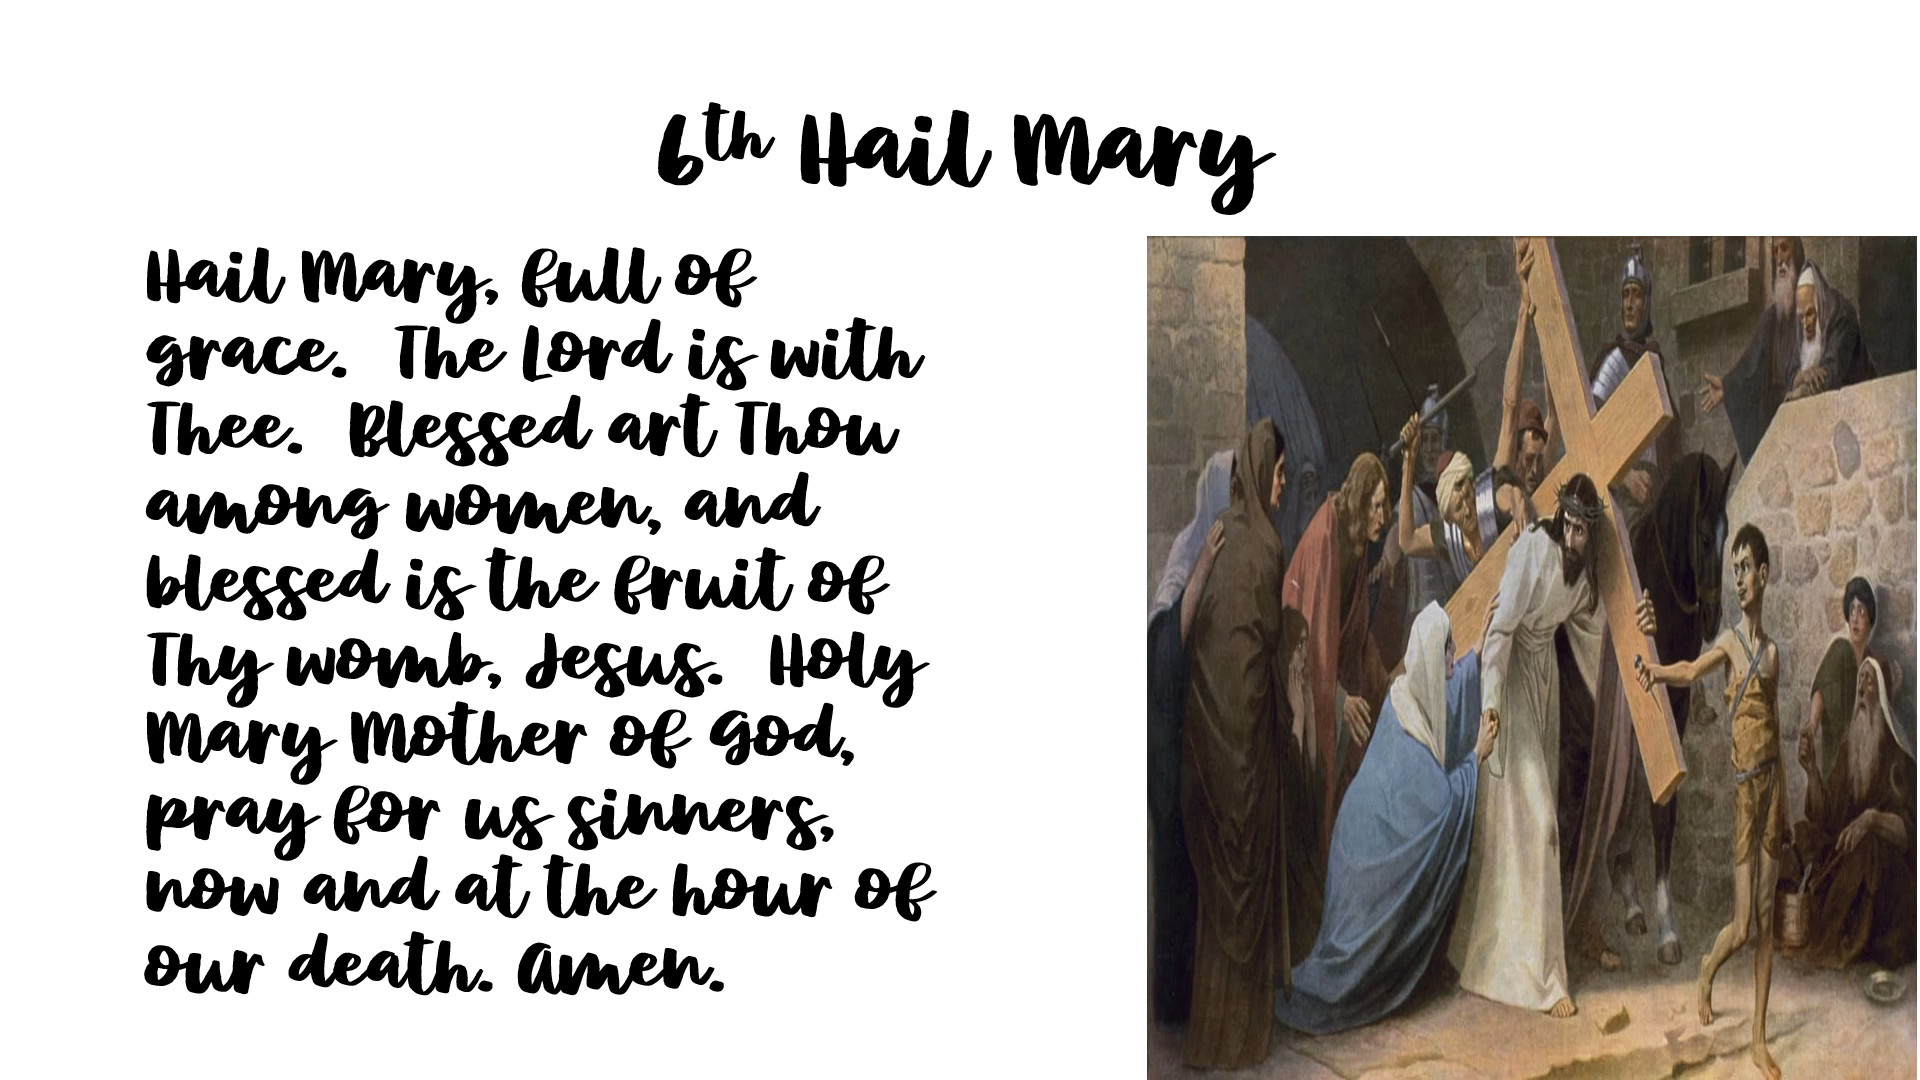 6th Hail Mary
Hail Mary, full of
grace.  The Lord is with
Thee.  Blessed art Thou
among women, and
blessed is the fruit of
Thy womb, Jesus.  Holy
Mary Mother of God,
pray for us sinners,
now and at the hour of
our death. Amen.